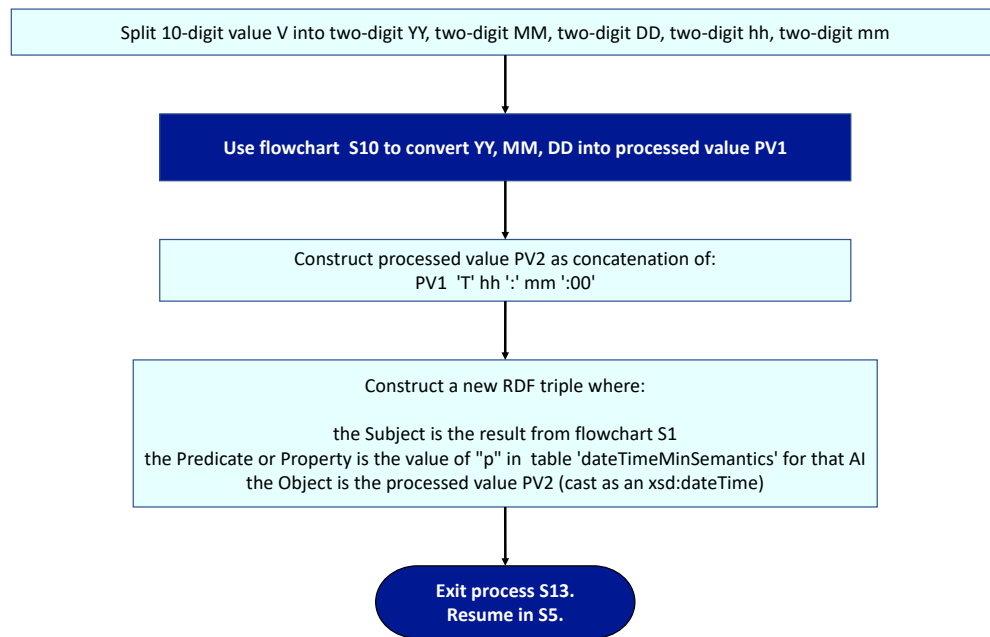 Split 10-digit value V into two-digit YY, two-digit MM, two-digit DD, two-digit hh, two-digit mm
Use flowchart  S10 to convert YY, MM, DD into processed value PV1
Construct processed value PV2 as concatenation of:
PV1  'T' hh ':' mm ':00'
Construct a new RDF triple where:
the Subject is the result from flowchart S1
the Predicate or Property is the value of "p" in  table 'dateTimeMinSemantics' for that AI
the Object is the processed value PV2 (cast as an xsd:dateTime)
Exit process S13.
Resume in S5.